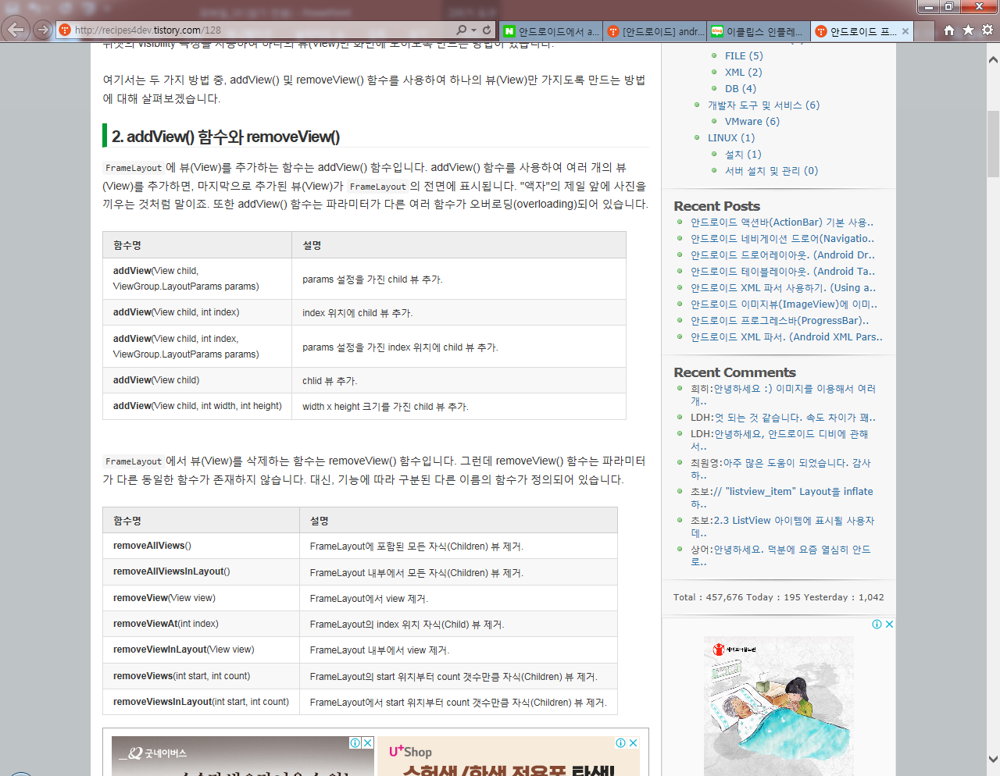 http://recipes4dev.tistory.com/128
안드로이드에서 a...
[안드로이드] andr...
이클립스 인플레...
안드로이드 프...
위젯의 visibility 속성을 사용하여 하나의 뷰(View)만 화면에 보이도록 만드는 방법이 있습니다.
여기서는 두 가지 방법 중, addView() 및 removeView() 함수를 사용하여 하나의 뷰(View)만 가지도록 만드는 방법
에 대해 살펴보겠습니다.
2. addView() 함수와 removeView()
FrameLayout 에 뷰(View)를 추가하는 함수는 addView() 함수입니다. addView() 함수를 사용하여 여러 개의 뷰
(View)를 추가하면, 마지막으로 추가된 뷰(View)가 FrameLayout 의 전면에 표시됩니다. "액자"의 제일 앞에 사진을
끼우는 것처럼 말이죠. 또한 addView() 함수는 파라미터가 다른 여러 함수가 오버로딩(overloading)되어 있습니다.
함수명 설명
addView(View child,
ViewGroup.LayoutParams params) params 설정을 가진 child 뷰 추가.
addView(View child, int index) index 위치에 child 뷰 추가.
addView(View child, int index,
ViewGroup.LayoutParams params) params 설정을 가진 index 위치에 child 뷰 추가.
addView(View child) chlid 뷰 추가.
addView(View child, int width, int height) width x height 크기를 가진 child 뷰 추가.
FrameLayout 에서 뷰(View)를 삭제하는 함수는 removeView() 함수입니다. 그런데 removeView() 함수는 파라미터
가 다른 동일한 함수가 존재하지 않습니다. 대신, 기능에 따라 구분된 다른 이름의 함수가 정의되어 있습니다.
함수명 설명
removeAllViews() FrameLayout에 포함된 모든 자식(Children) 뷰 제거.
removeAllViewsInLayout() FrameLayout 내부에서 모든 자식(Children) 뷰 제거.
removeView(View view) FrameLayout에서 view 제거.
removeViewAt(int index) FrameLayout의 index 위치 자식(Child) 뷰 제거.
removeViewInLayout(View view) FrameLayout 내부에서 view 제거.
removeViews(int start, int count) FrameLayout의 start 위치부터 count 갯수만큼 자식(Children) 뷰 제거.
removeViewsInLayout(int start, int count) FrameLayout에서 start 위치부터 count 갯수만큼 자식(Children) 뷰 제거.
굿네이버스
U+Shop
수험생/학생 전용폰 탄생!
FILE (5)
XML (2)
DB (4)
개발자 도구 및 서비스 (6)
VMware (6)
LINUX (1)
설치 (1)
서버 설치 및 관리 (0)
Recent Posts
안드로이드 액션바(ActionBar) 기본 사용..
안드로이드 네비게이션 드로어(Navigatio..
안드로이드 드로어레이아웃. (Android Dr..
안드로이드 테이블레이아웃. (Android Ta..
안드로이드 XML 파서 사용하기. (Using a..
안드로이드 이미지뷰(ImageView)에 이미..
안드로이드 프로그레스바(ProgressBar)..
안드로이드 XML 파서. (Android XML Pars..
Recent Comments
희히:안녕하세요 :) 이미지를 이용해서 여러
개..
LDH:엇 되는 것 같습니다. 속도 차이가 꽤..
LDH:안녕하세요, 안드로이드 디비에 관해
서..
최원영:아주 많은 도움이 되었습니다. 감사
하..
초보:// "listview_item" Layout을 inflate
하..
초보:2.3 ListView 아이템에 표시될 사용자
데..
상어:안녕하세요. 덕분에 요즘 열심히 안드
로..
Total : 457,676 Today : 195 Yesterday : 1,042
세이브더칠드런